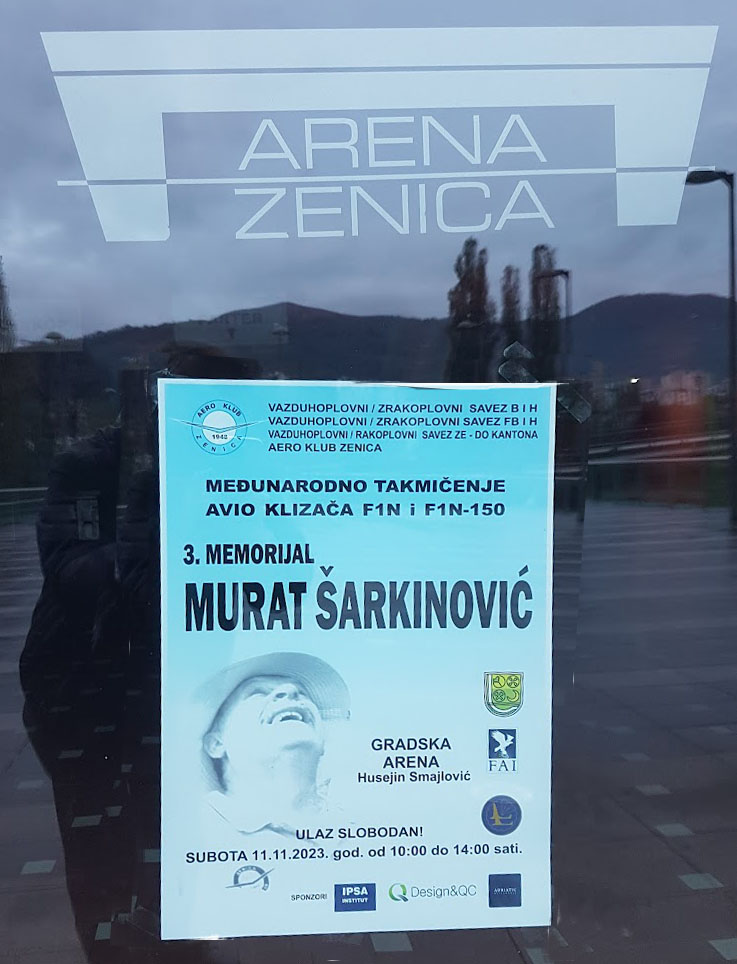 ARENA
ZENICA
AERO KLUB
1948
ZENICA
VAZDUHOPLOVNI / ZRAKOPLOVNI SAVEZ B I H
VAZDUHOPLOVNI / ZRAKOPLOVNI SAVEZ FB I H
VAZDUHOPLOVNI / RAKOPLOVNI SAVEZ ZE - DO KANTONA
AERO KLUB ZENICA
MEĐUNARODNO TAKMIČENJE
AVIO KLIZAČA F1N i F1N-150
3. MEMORIJAL
MURAT ŠARKINOVIĆ
GRADSKA
ARENA
Husejin Smajlović
FAI
ULAZ SLOBODAN!
SUBOTA 11.11.2023. god. od 10:00 do 14:00 sati.
SPONZORI
IPSA
INSTITUT
Design&QC
ADRIATIC